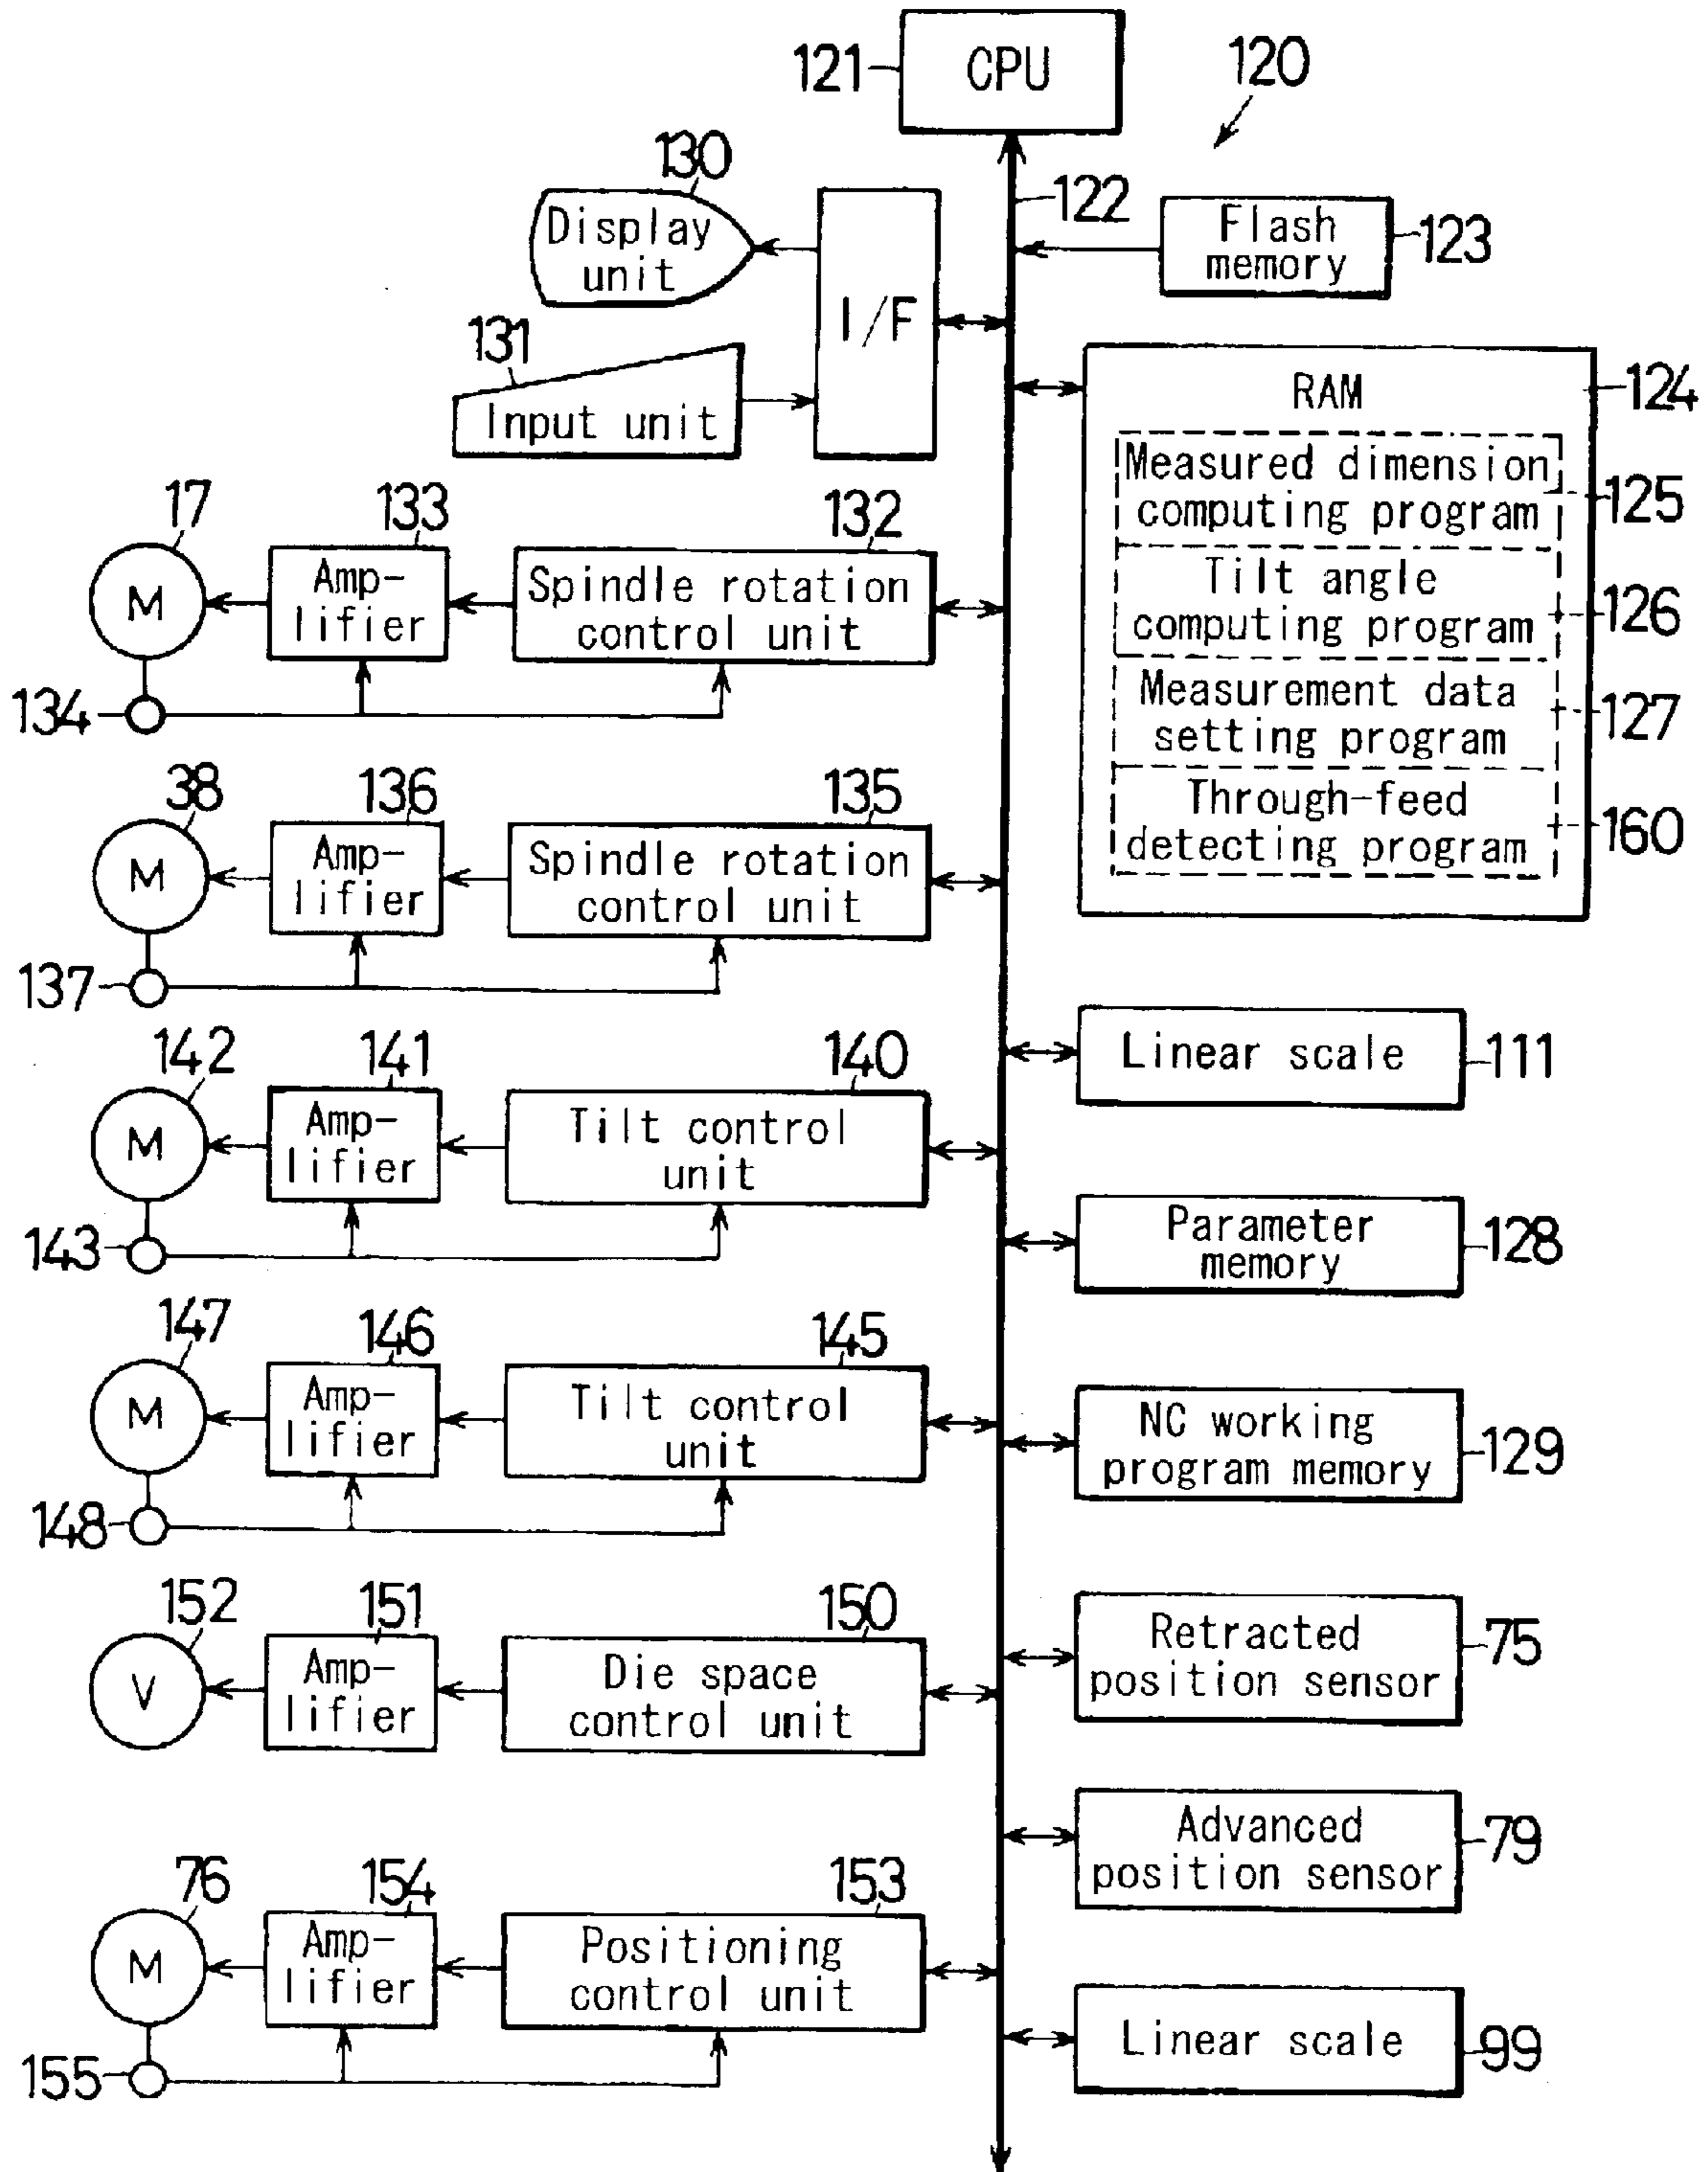 121
CPU
120
130
122
Display
unit
Flash
memory
123
I/F
131
Input unit
RAM
124
Measured dimension
computing program
125
Tilt angle
computing program
126
Measurement data
setting program
127
Through-feed
detecting program
160
17
133
132
M
Amp-
lifier
Spindle rotation
control unit
134
38
136
135
M
Amp-
lifier
Spindle rotation
control unit
137
142
141
140
M
Amp-
lifier
Tilt control
unit
143
Linear scale
111
Parameter
memory
128
147
146
145
M
Amp-
lifier
Tilt control
unit
148
NC working
program memory
129
152
151
150
V
Amp-
lifier
Die space
control unit
Retracted
position sensor
75
Advanced
position sensor
79
76
154
153
M
Amp-
lifier
Positioning
control unit
155
Linear scale
99